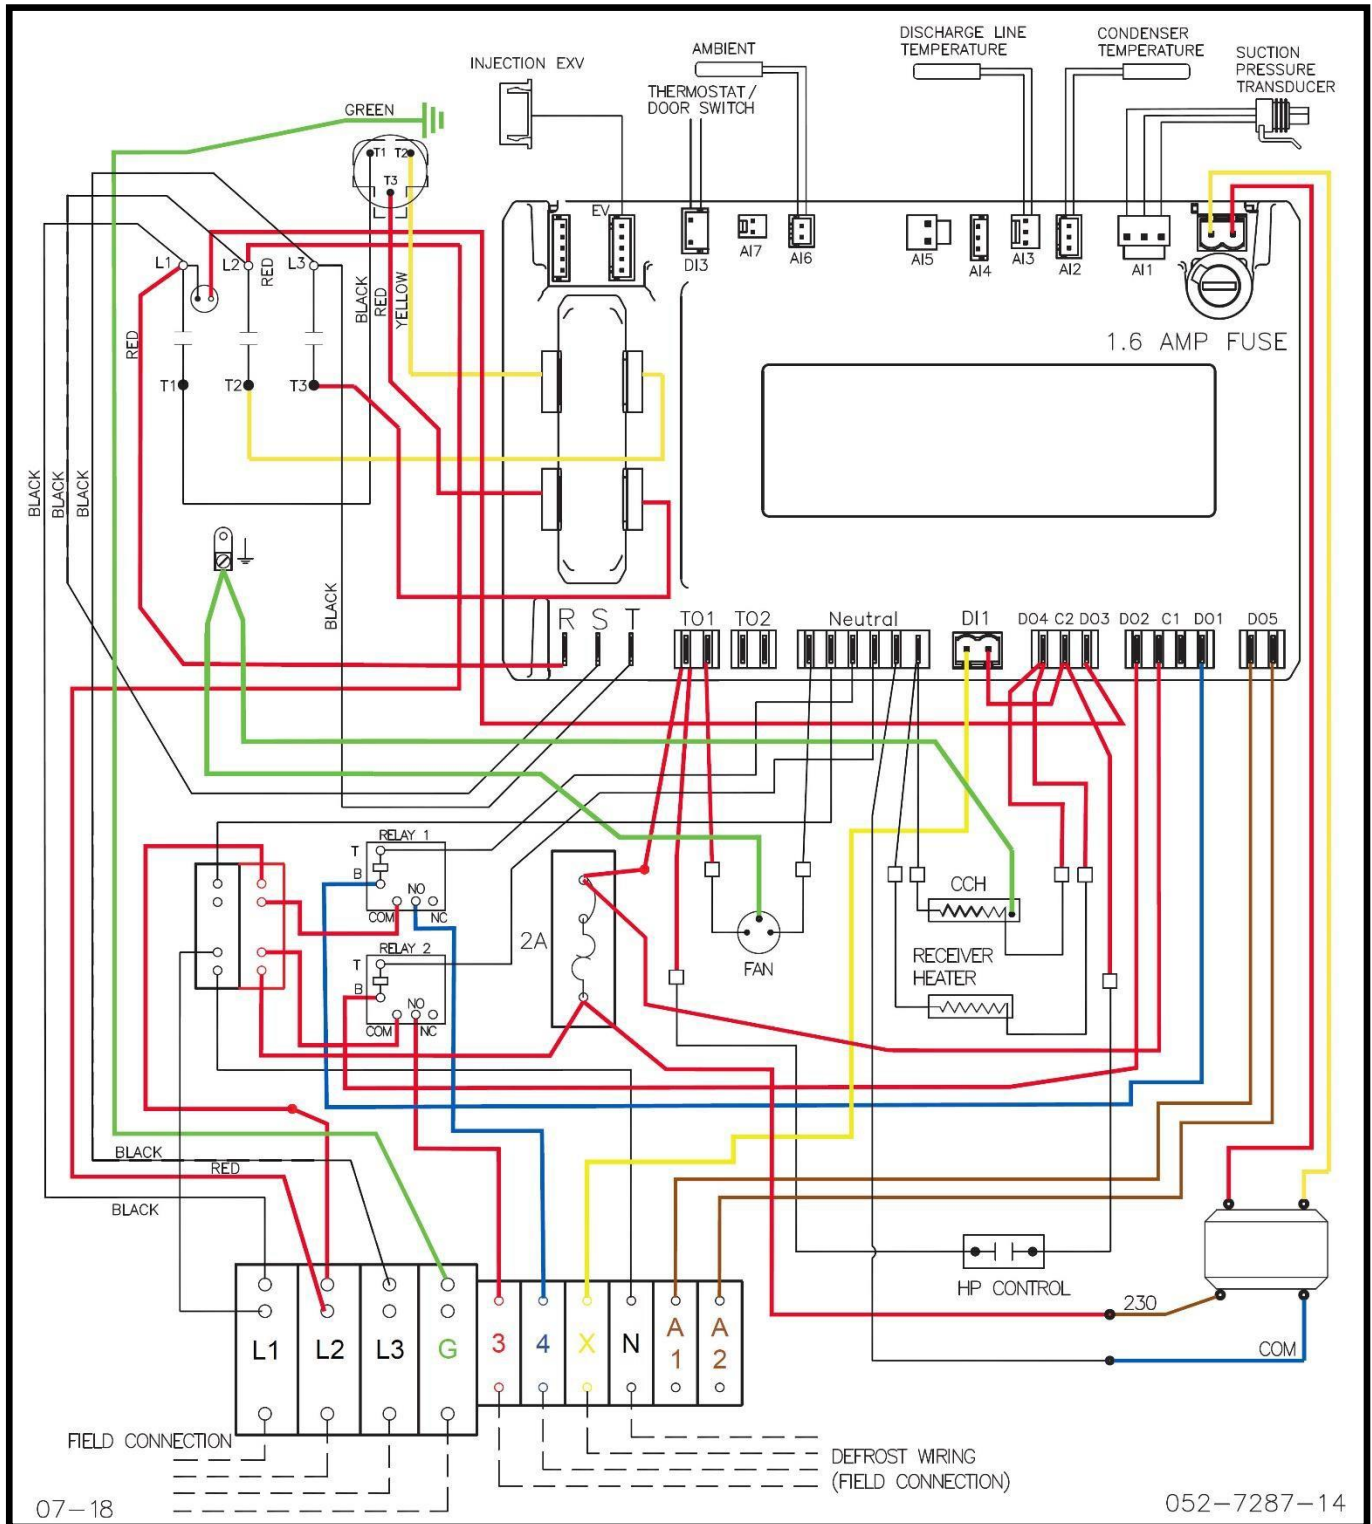 INJECTION EXV
AMBIENT
THERMOSTAT/
DOOR SWITCH
DISCHARGE LINE
TEMPERATURE
CONDENSER
TEMPERATURE
SUCTION
PRESSURE
TRANSDUCER
GREEN
T1 T2
T3
EV
DI3
AI7
AI6
AI5
AI4
AI3
AI2
AI1
L1
L2
RED
L3
RED
BLACK
RED
YELLOW
1.6 AMP FUSE
T1
T2
T3
BLACK
BLACK
BLACK
BLACK
R S T
TO1
TO2
Neutral
DI1
DO4 C2 DO3
DO2 C1 DO1
DO5
RELAY 1
T
B
NO
COM
NC
RELAY 2
T
B
NO
COM
NC
2A
FAN
CCH
RECEIVER
HEATER
BLACK
RED
BLACK
HP CONTROL
230
COM
L1
L2
L3
G
3
4
X
N
A
1
A
2
FIELD CONNECTION
DEFROST WIRING
(FIELD CONNECTION)
07-18
052-7287-14